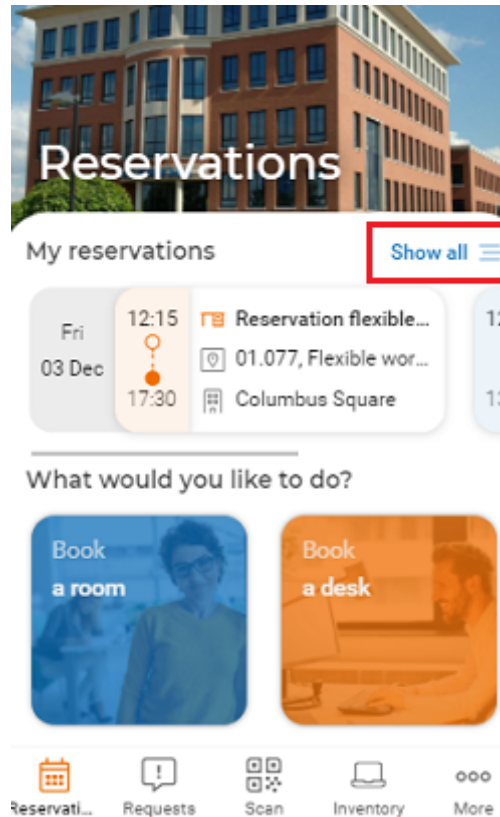 Reservations
My reservations
Show all
Fri
03 Dec
12:15
17:30
Reservation flexible...
01.077, Flexible wor...
Columbus Square
What would you like to do?
Book
a room
Book
a desk
Reservati...
Requests
Scan
Inventory
More